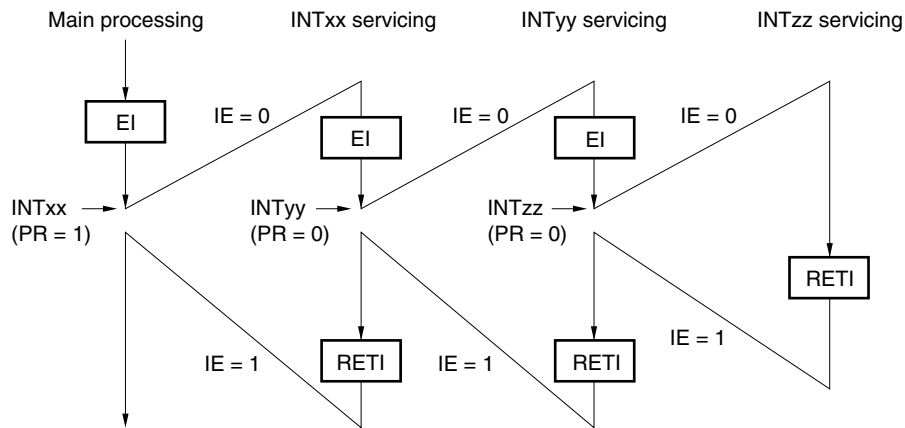 Main processing
INTxx servicing
INTyy servicing
INTzz servicing
EI
IE = 0
EI
IE = 0
EI
IE = 0
INTxx
(PR = 1)
INTyy
(PR = 0)
INTzz
(PR = 0)
RETI
IE = 1
RETI
IE = 1
RETI
IE = 1